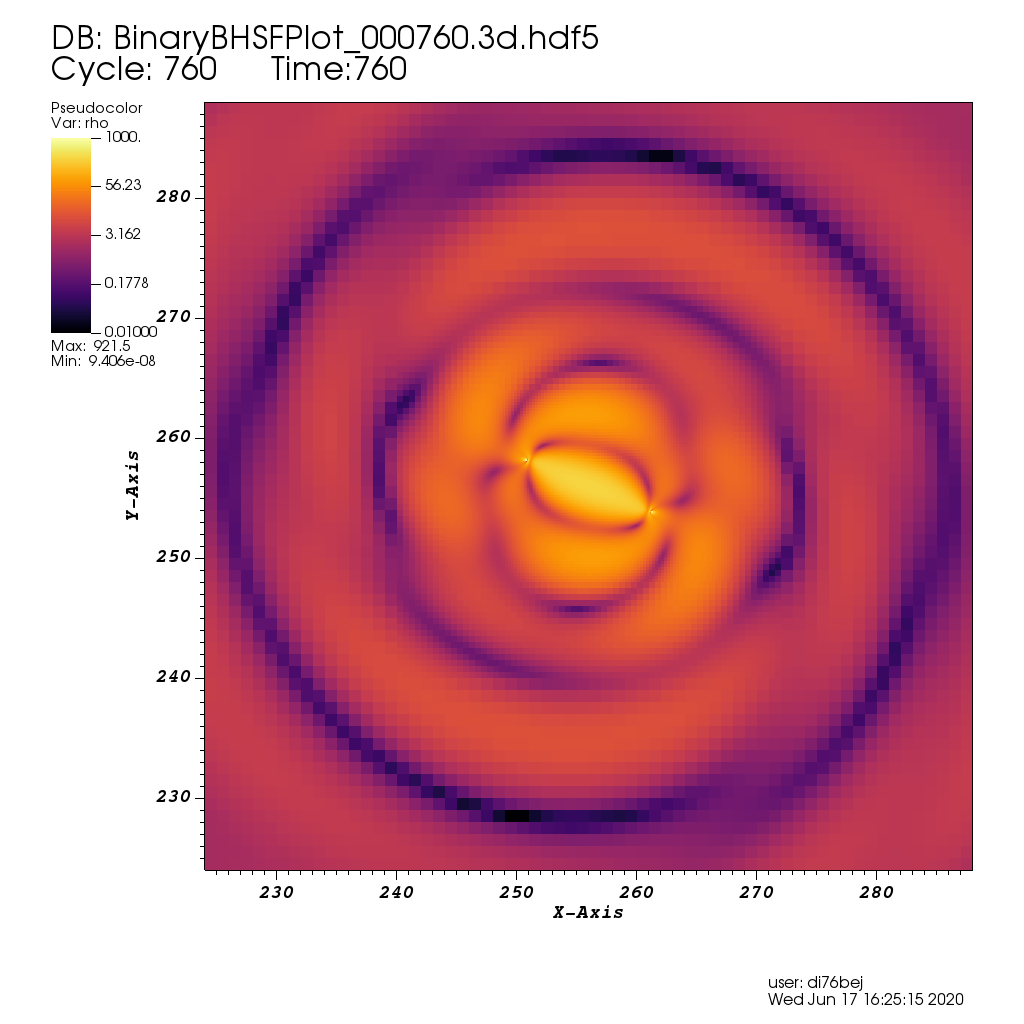 DB: BinaryBHSFPlot_000760.3d.hdf5
Cycle: 760 Time:760
Pseudocolor
Var: rho
1000.
56.23
3.162
0.1778
0.01000
Max: 921.5
Min: 9.406e-08
280
270
260
250
240
230
Y-Axis
230 240 250 260 270 280
X-Axis
user: di76bej
Wed Jun 17 16:25:15 2020